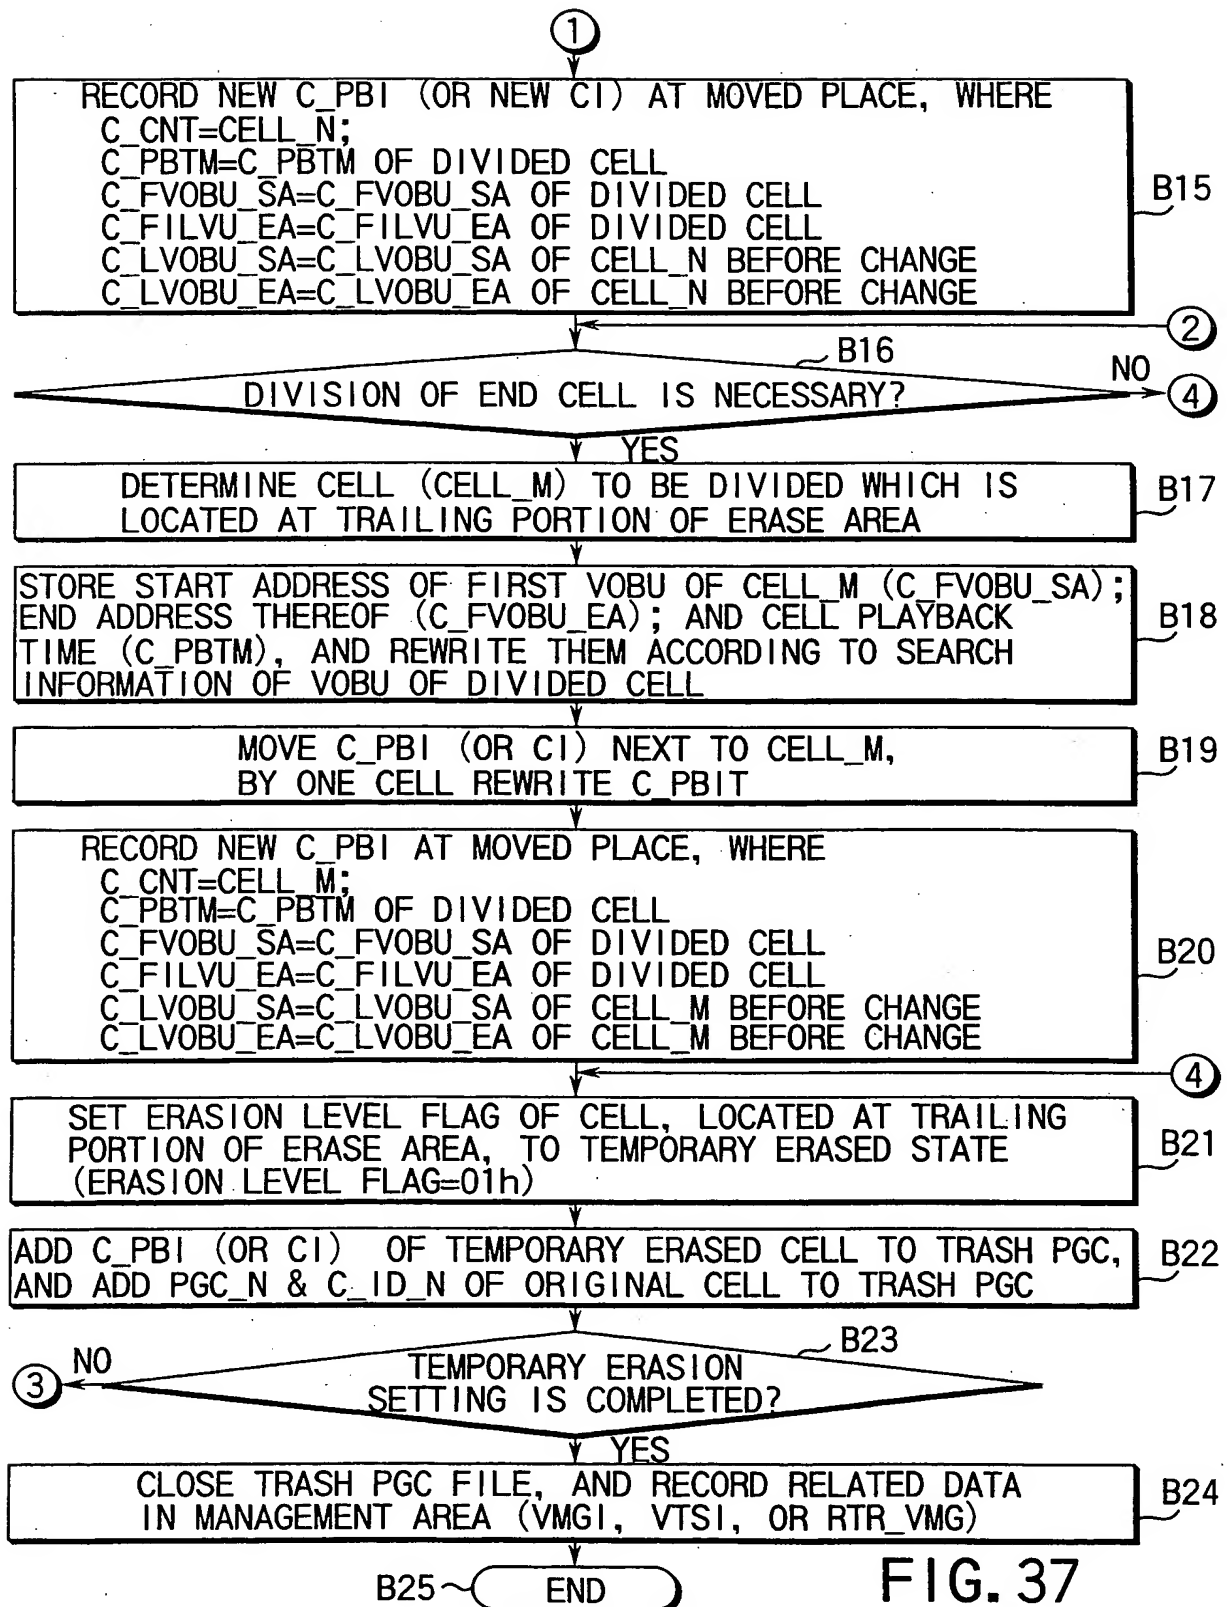 1
RECORD NEW C_PBI (OR NEW CI) AT MOVED PLACE, WHERE
C_CNT=CELL_N;
C_PBTM=C_PBTM OF DIVIDED CELL
C_FVOBU_SA=C_FVOBU_SA OF DIVIDED CELL
C_FILVU_EA=C_FILVU_EA OF DIVIDED CELL
C_LVOBU_SA=C_LVOBU_SA OF CELL_N BEFORE CHANGE
C_LVOBU_EA=C_LVOBU_EA OF CELL_N BEFORE CHANGE
B15
2
B16
DIVISION OF END CELL IS NECESSARY?
NO
4
YES
DETERMINE CELL (CELL_M) TO BE DIVIDED WHICH IS
LOCATED AT TRAILING PORTION OF ERASE AREA
B17
STORE START ADDRESS OF FIRST VOBU OF CELL_M (C_FVOBU_SA);
END ADDRESS THEREOF (C_FVOBU_EA); AND CELL PLAYBACK
TIME (C_PBTM), AND REWRITE THEM ACCORDING TO SEARCH
INFORMATION OF VOBU OF DIVIDED CELL
B18
MOVE C_PBI (OR CI) NEXT TO CELL_M,
BY ONE CELL REWRITE C_PBIT
B19
RECORD NEW C_PBI AT MOVED PLACE, WHERE
C_CNT=CELL_M;
C_PBTM=C_PBTM OF DIVIDED CELL
C_FVOBU_SA=C_FVOBU_SA OF DIVIDED CELL
C_FILVU_EA=C_FILVU_EA OF DIVIDED CELL
C_LVOBU_SA=C_LVOBU_SA OF CELL_M BEFORE CHANGE
C_LVOBU_EA=C_LVOBU_EA OF CELL_M BEFORE CHANGE
B20
4
SET ERASION LEVEL FLAG OF CELL, LOCATED AT TRAILING
PORTION OF ERASE AREA, TO TEMPORARY ERASED STATE
(ERASION LEVEL FLAG=01h)
B21
ADD C_PBI (OR CI) OF TEMPORARY ERASED CELL TO TRASH PGC,
AND ADD PGC_N & C_ID_N OF ORIGINAL CELL TO TRASH PGC
B22
B23
TEMPORARY ERASION
SETTING IS COMPLETED?
NO
3
YES
CLOSE TRASH PGC FILE, AND RECORD RELATED DATA
IN MANAGEMENT AREA (VMGI, VTSI, OR RTR_VMG)
B24
B25
END
FIG. 37